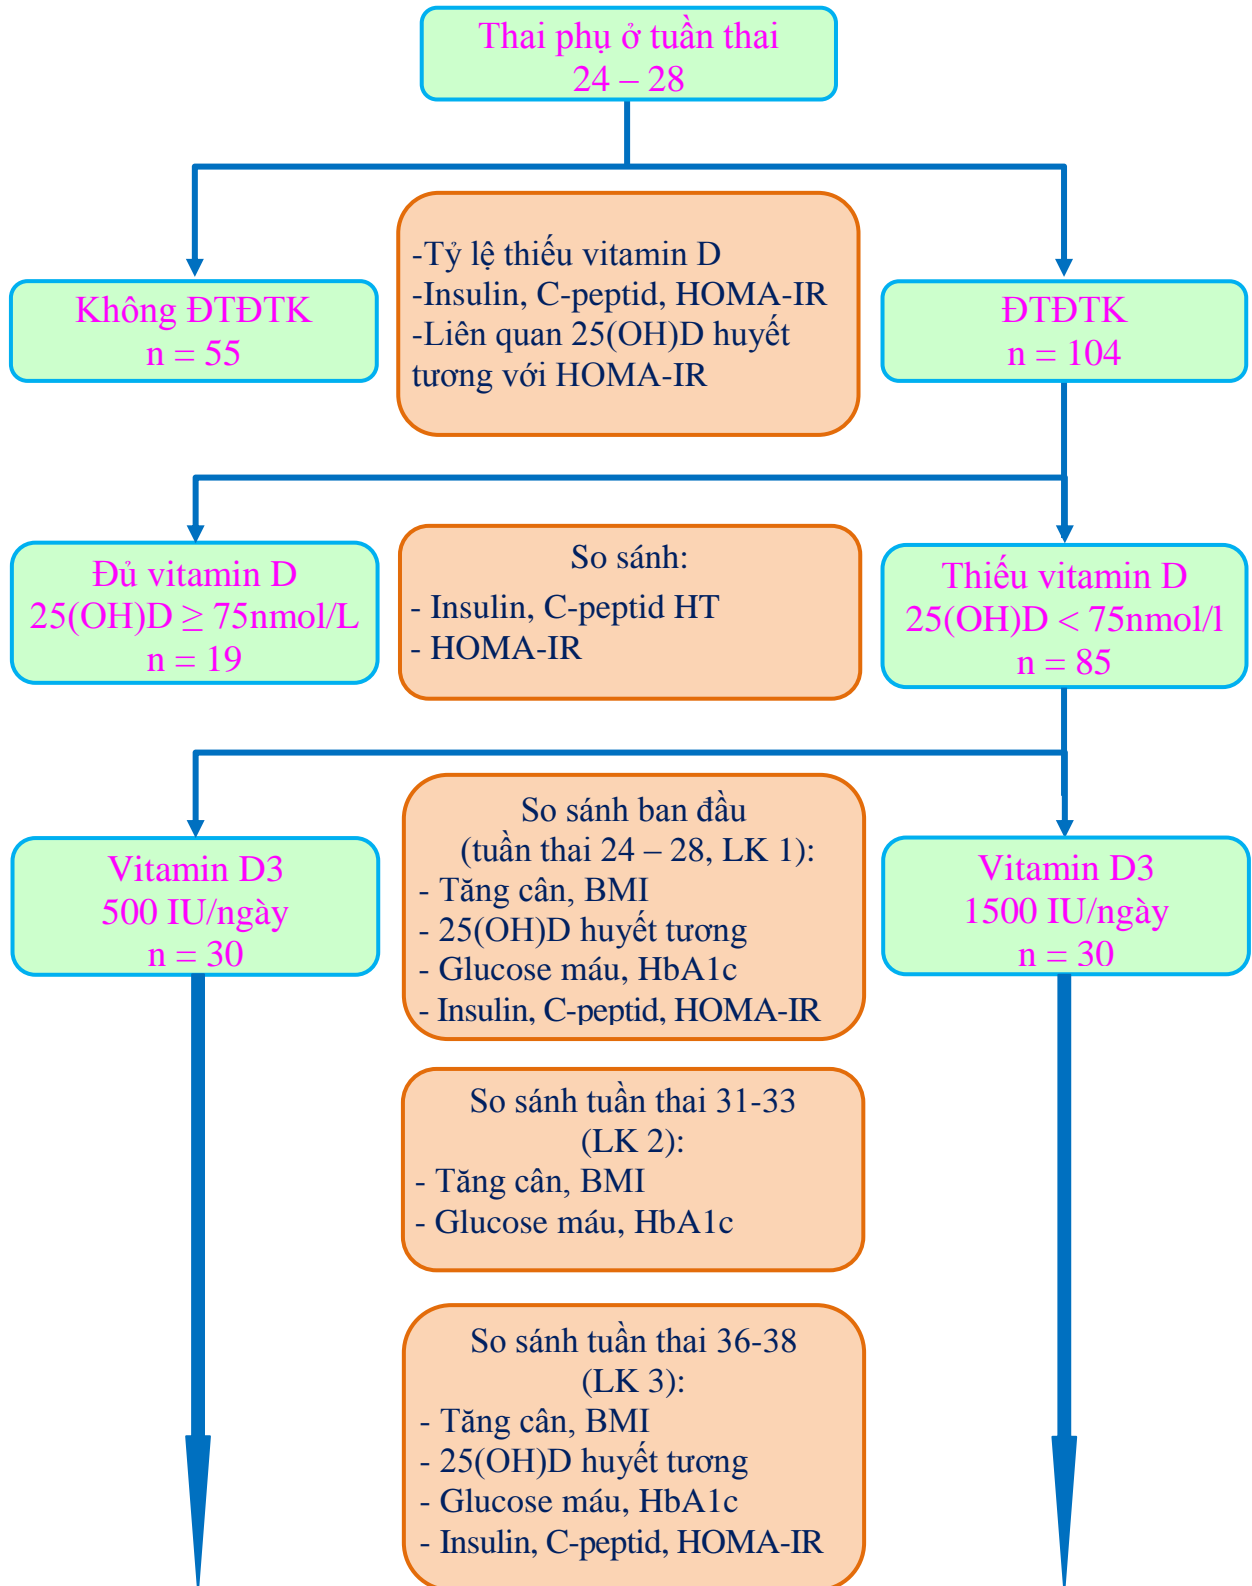 Thai phụ ở tuần thai
24 – 28
-Tỷ lệ thiếu vitamin D
-Insulin, C-peptid, HOMA-IR
-Liên quan 25(OH)D huyết
tương với HOMA-IR
Không ĐTĐTK
n = 55
ĐTĐTK
n = 104
Đủ vitamin D
25(OH)D ≥ 75nmol/L
n = 19
So sánh:
- Insulin, C-peptid HT
- HOMA-IR
Thiếu vitamin D
25(OH)D < 75nmol/l
n = 85
Vitamin D3
500 IU/ngày
n = 30
So sánh ban đầu
(tuần thai 24 – 28, LK 1):
- Tăng cân, BMI
- 25(OH)D huyết tương
- Glucose máu, HbA1c
- Insulin, C-peptid, HOMA-IR
Vitamin D3
1500 IU/ngày
n = 30
So sánh tuần thai 31-33
(LK 2):
- Tăng cân, BMI
- Glucose máu, HbA1c
So sánh tuần thai 36-38
(LK 3):
- Tăng cân, BMI
- 25(OH)D huyết tương
- Glucose máu, HbA1c
- Insulin, C-peptid, HOMA-IR